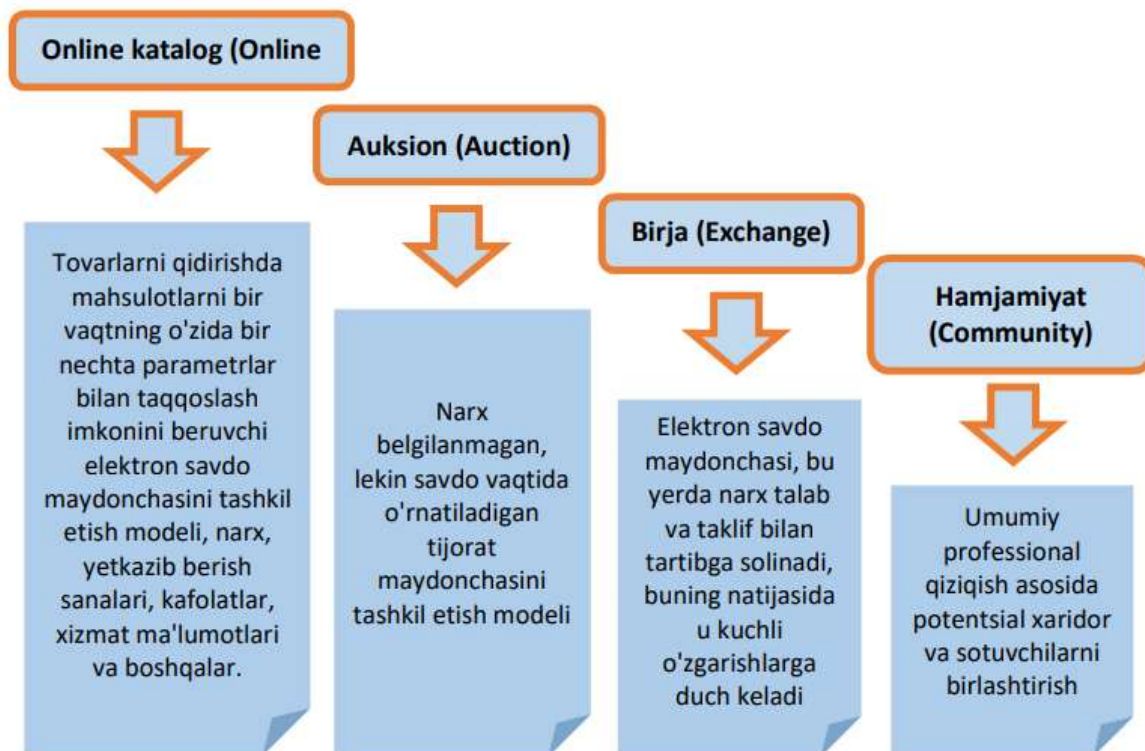 Online katalog (Online
Tovarlarni qidirishda
mahsulotlarni bir
vaqtning o'zida bir
nechta parametrlar
bilan taqqoslash
imkonini beruvchi
elektron savdo
maydonchasini tashkil
etish modeli, narx,
yetkazib berish
sanalari, kafolatlar,
xizmat ma'lumotlari
va boshqalar.
Auksion (Auction)
Narx
belgilanmagan,
lekin savdo vaqtida
o'rnatiladigan
tijorat
maydonchasini
tashkil etish modeli
Birja (Exchange)
Elektron savdo
maydonchasi, bu
yerda narx talab
va taklif bilan
tartibga solinadi,
buning natijasida
u kuchli
o'zgarishlarga
duch keladi
Hamjamiyat
(Community)
Umumiy
professional
qiziqish asosida
potentsial xaridor
va sotuvchilarni
birlashtirish